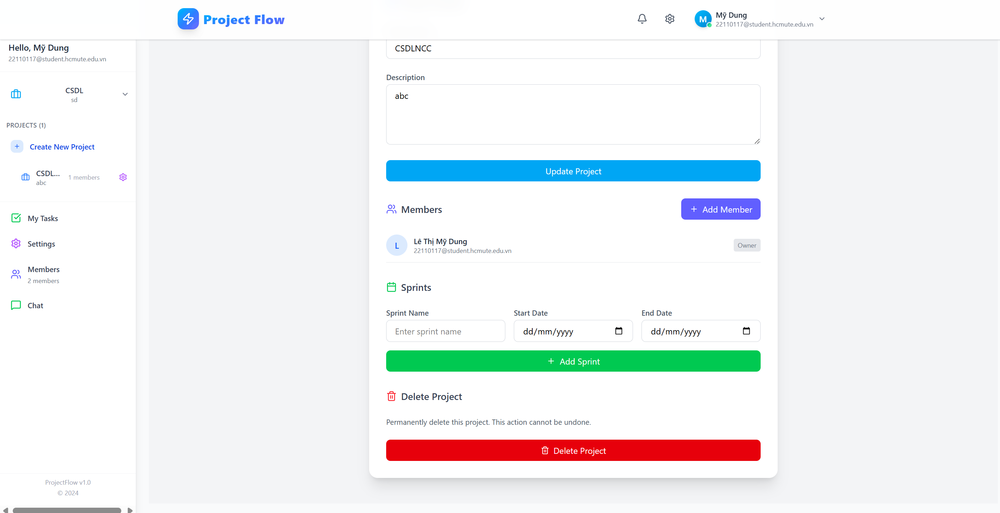 Project Flow
M
Mỹ Dung
22110117@student.hcmute.edu.vn
Hello, Mỹ Dung
22110117@student.hcmute.edu.vn
CSDL
sd
PROJECTS (1)
Create New Project
CSDL...
abc
1 members
My Tasks
Settings
Members
2 members
Chat
ProjectFlow v1.0
© 2024
CSDLNCC
Description
abc
Update Project
Members
Add Member
L
Lê Thị Mỹ Dung
22110117@student.hcmute.edu.vn
Owner
Sprints
Sprint Name
Start Date
End Date
Enter sprint name
dd/mm/yyyy
dd/mm/yyyy
Add Sprint
Delete Project
Permanently delete this project. This action cannot be undone.
Delete Project